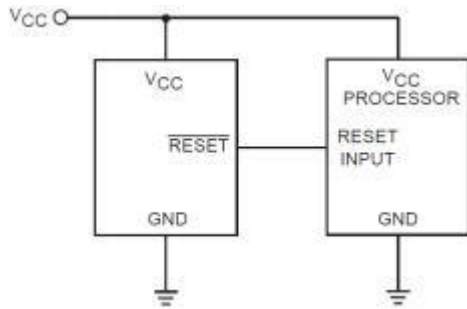 VCC
VCC
RESET
GND
VCC
PROCESSOR
RESET
INPUT
GND